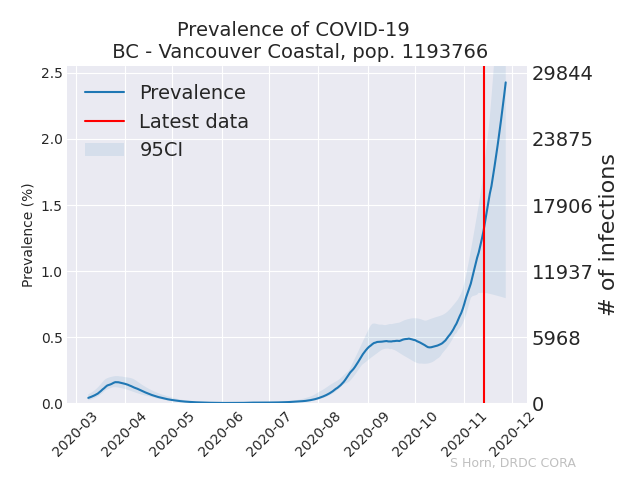 Prevalence of COVID-19
BC - Vancouver Coastal, pop. 1193766
Prevalence
Latest data
95CI
Prevalence (%)
2.5
2.0
1.5
1.0
0.5
0.0
29844
23875
17906
11937
5968
0
# of infections
2020-03
2020-04
2020-05
2020-06
2020-07
2020-08
2020-09
2020-10
2020-11
2020-12
S Horn, DRDC CORA